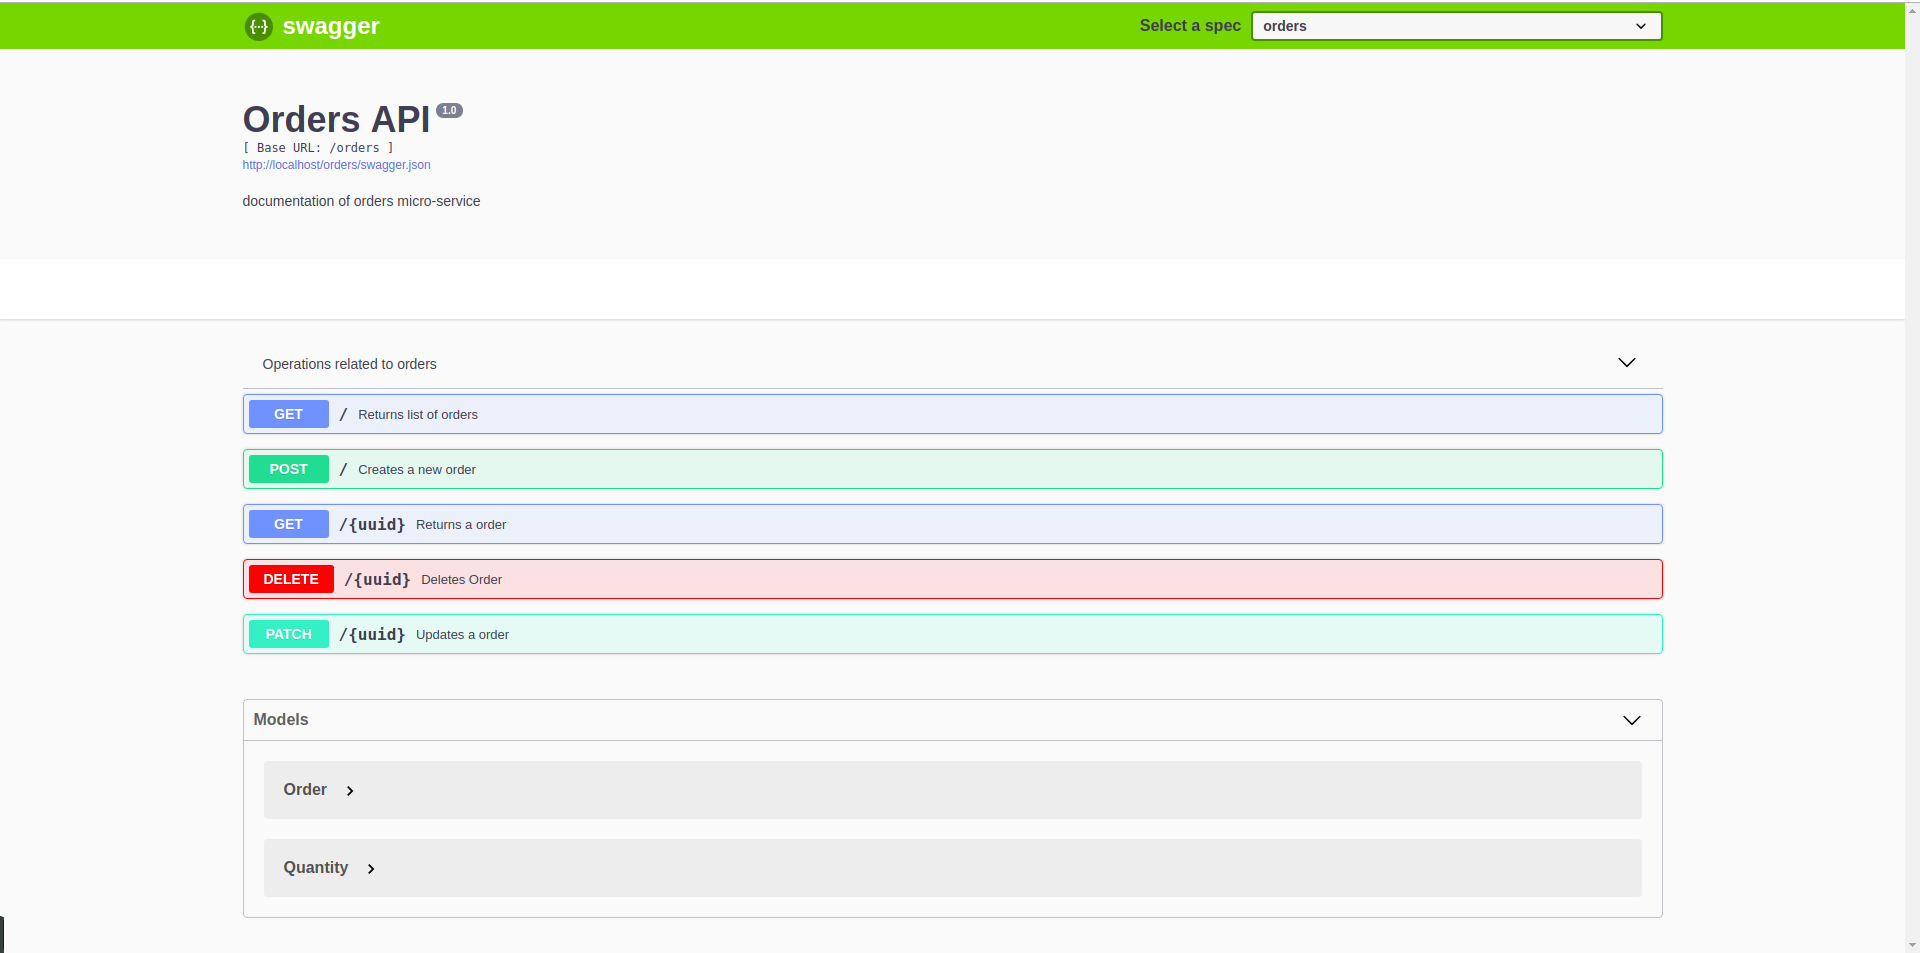 {...} swagger
Select a spec orders
Orders API 1.0
[ Base URL: /orders ]
http://localhost/orders/swagger.json
documentation of orders micro-service
Operations related to orders
GET / Returns list of orders
POST / Creates a new order
GET /{uuid} Returns a order
DELETE /{uuid} Deletes Order
PATCH /{uuid} Updates a order
Models
Order
Quantity